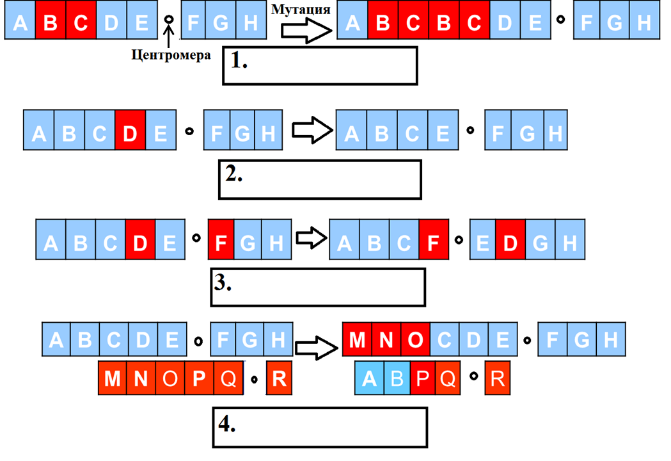 A B C D E F G H Мутация A B C B C D E F G H
Центромера
1.
A B C D E F G H A B C E F G H
2.
A B C D E F G H A B C F E D G H
3.
A B C D E F G H M N O C D E F G H
M N O P Q R A B P Q R
4.